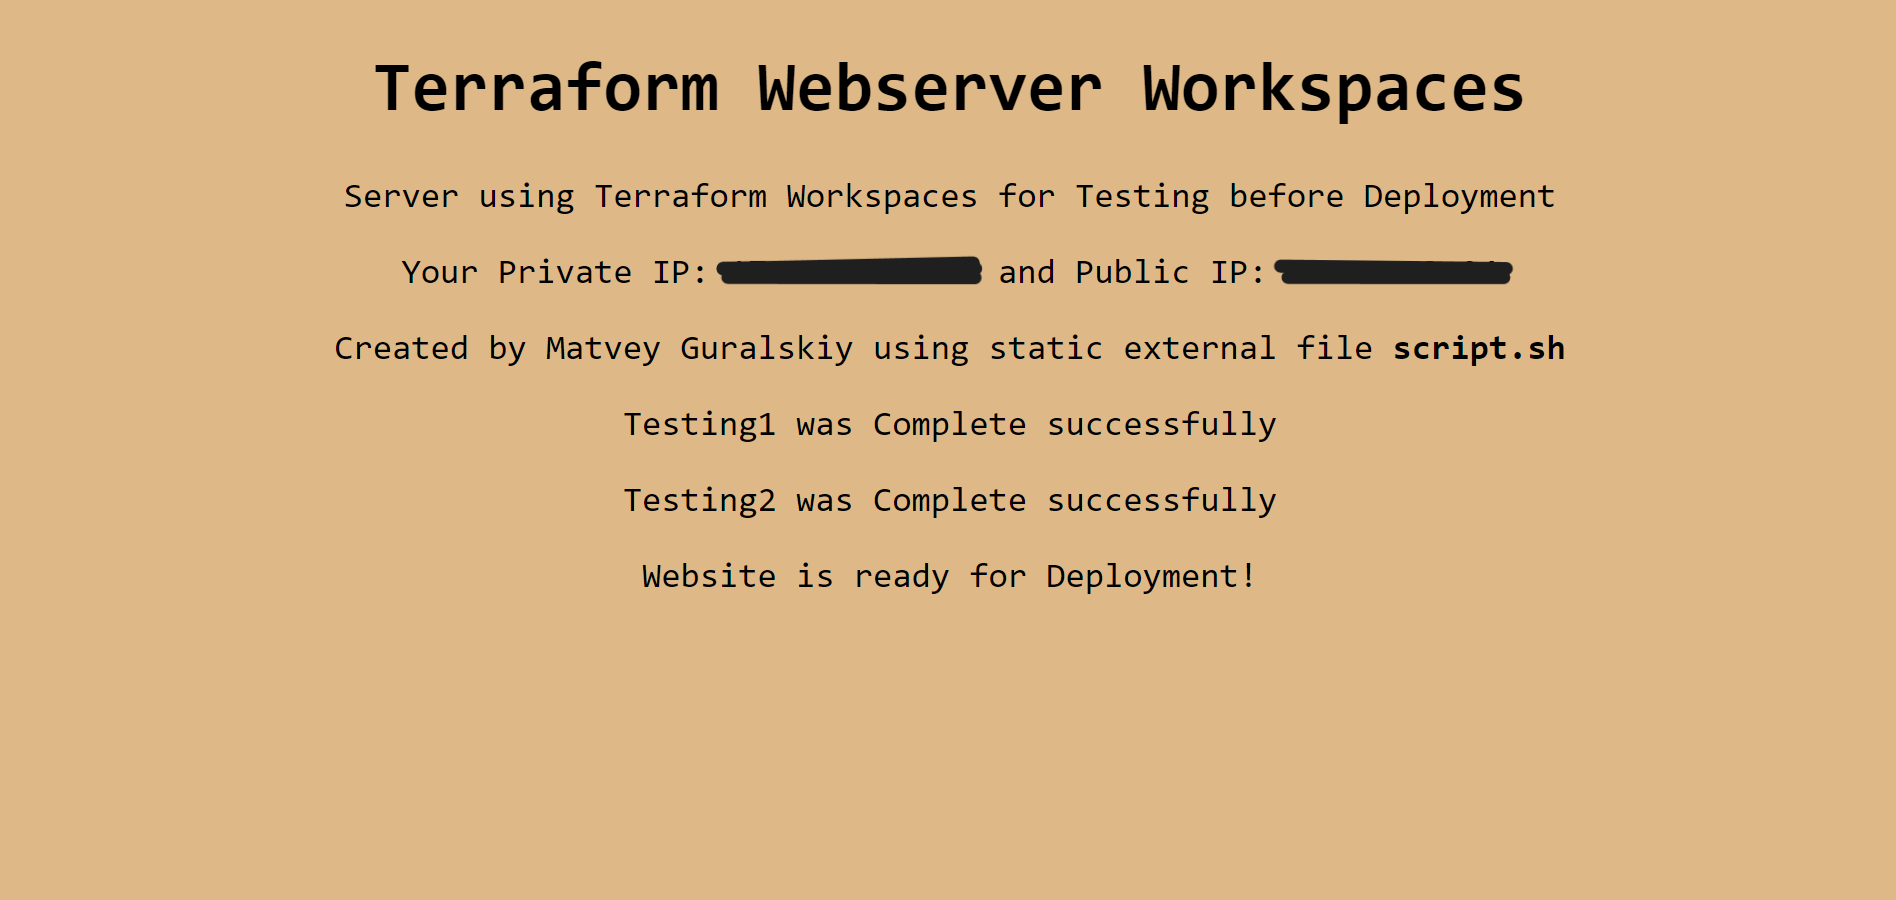 Terraform Webserver Workspaces
Server using Terraform Workspaces for Testing before Deployment
Your Private IP: and Public IP:
Created by Matvey Guralskiy using static external file script.sh
Testing1 was Complete successfully
Testing2 was Complete successfully
Website is ready for Deployment!